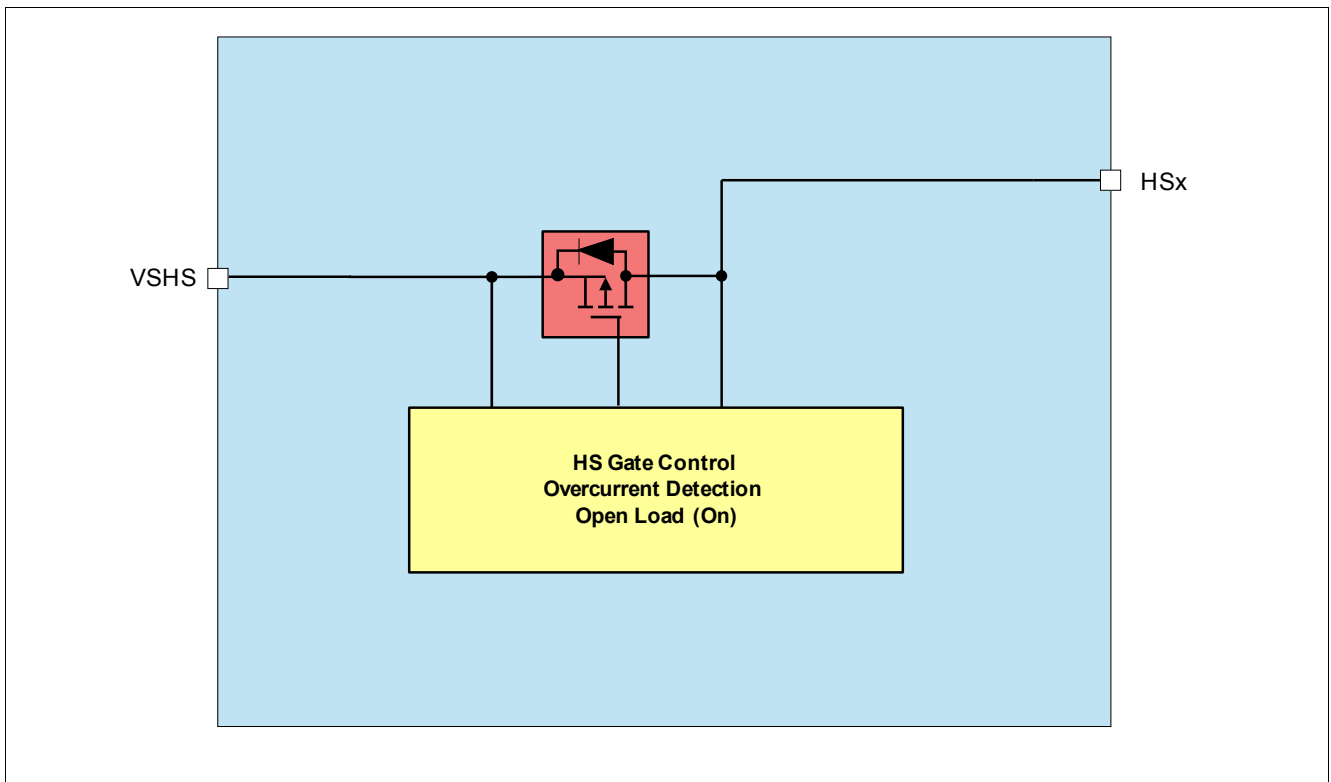 HSx
VSHS
HS Gate Control
Overcurrent Detection
Open Load (On)